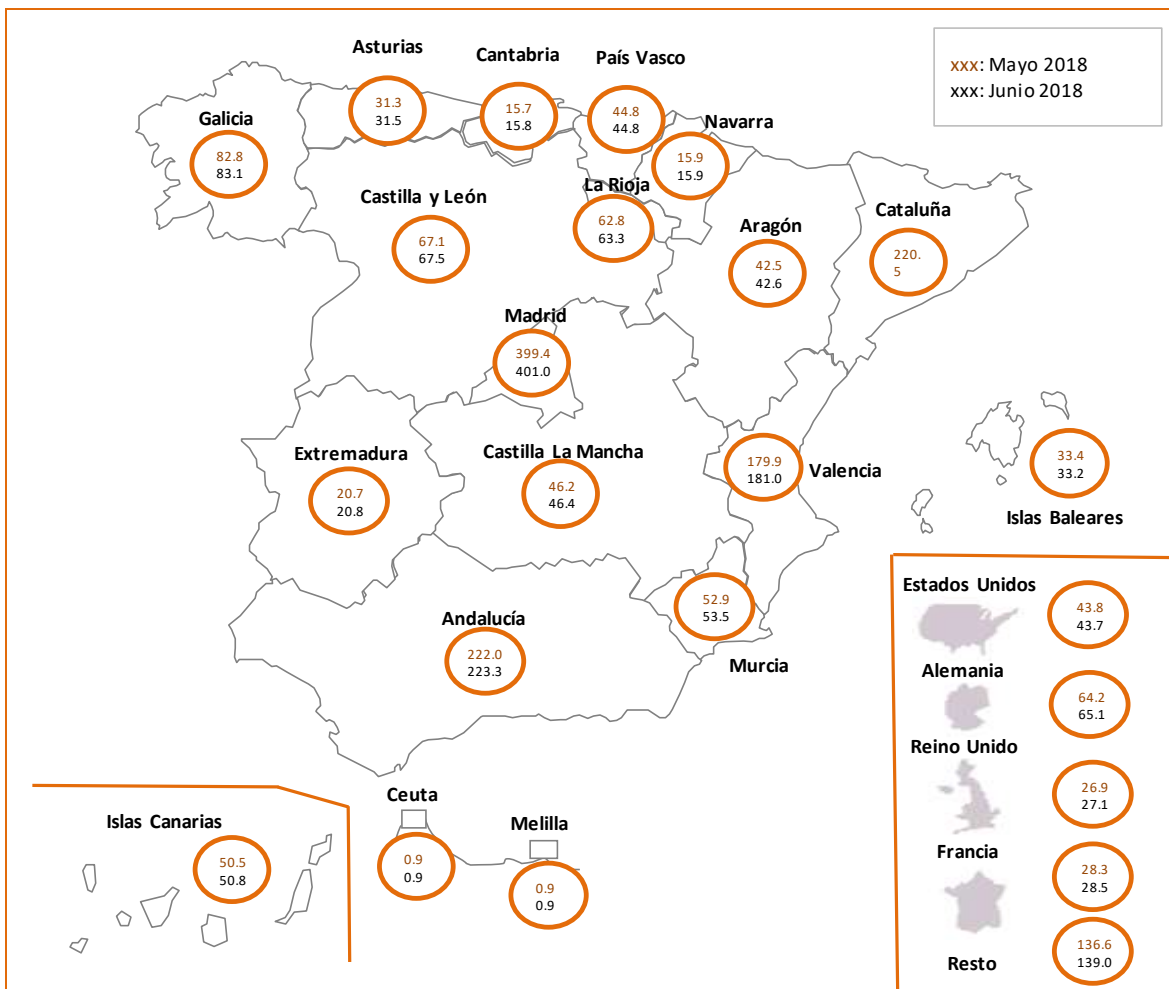 xxx: Mayo 2018
xxx: Junio 2018
Asturias
31.3
31.5
Cantabria
15.7
15.8
País Vasco
44.8
44.8
Galicia
82.8
83.1
Navarra
15.9
15.9
Castilla y León
67.1
67.5
La Rioja
62.8
63.3
Aragón
42.5
42.6
Cataluña
220.
5
Madrid
399.4
401.0
Extremadura
20.7
20.8
Castilla La Mancha
46.2
46.4
179.9
181.0
Valencia
33.4
33.2
Islas Baleares
Andalucía
222.0
223.3
52.9
53.5
Murcia
Estados Unidos
43.8
43.7
Alemania
64.2
65.1
Reino Unido
26.9
27.1
Francia
28.3
28.5
Resto
136.6
139.0
Islas Canarias
50.5
50.8
Ceuta
0.9
0.9
Melilla
0.9
0.9